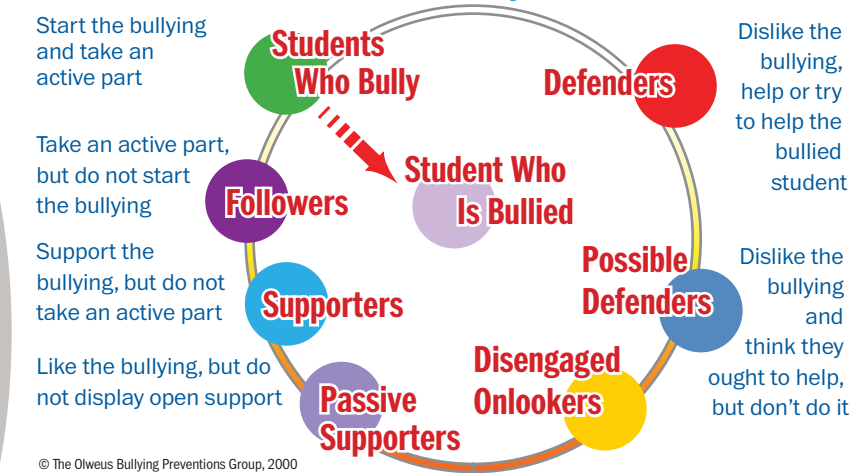 Start the bullying
and take an
active part
Students
Who Bully
Defenders
Dislike the
bullying,
help or try
to help the
bullied
student
Take an active part,
but do not start
the bullying
Followers
Student Who
Is Bullied
Support the
bullying, but do not
take an active part
Supporters
Possible
Defenders
Dislike the
bullying
and
think they
ought to help,
but don't do it
Like the bullying, but do
not display open support
Passive
Supporters
Disengaged
Onlookers
© The Olweus Bullying Preventions Group, 2000